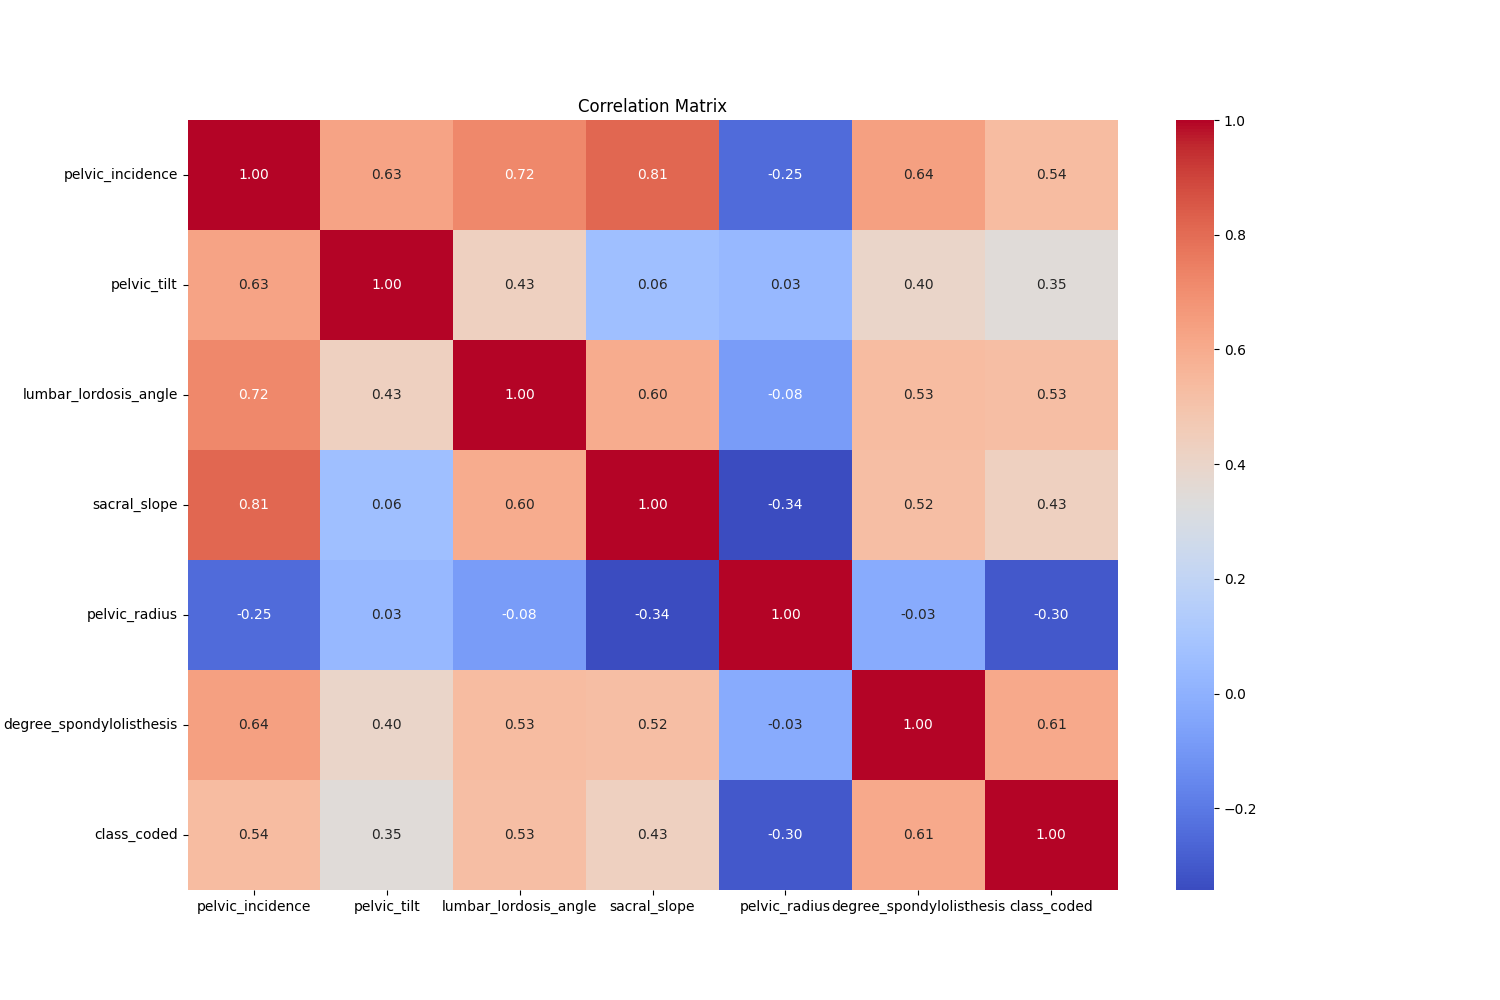 Correlation Matrix
pelvic_incidence 1.00 0.63 0.72 0.81 -0.25 0.64 0.54
pelvic_tilt 0.63 1.00 0.43 0.06 0.03 0.40 0.35
lumbar_lordosis_angle 0.72 0.43 1.00 0.60 -0.08 0.53 0.53
sacral_slope 0.81 0.06 0.60 1.00 -0.34 0.52 0.43
pelvic_radius -0.25 0.03 -0.08 -0.34 1.00 -0.03 -0.30
degree_spondylolisthesis 0.64 0.40 0.53 0.52 -0.03 1.00 0.61
class_coded 0.54 0.35 0.53 0.43 -0.30 0.61 1.00
pelvic_incidence pelvic_tilt lumbar_lordosis_angle sacral_slope pelvic_radius degree_spondylolisthesis class_coded
1.0
0.8
0.6
0.4
0.2
0.0
−0.2